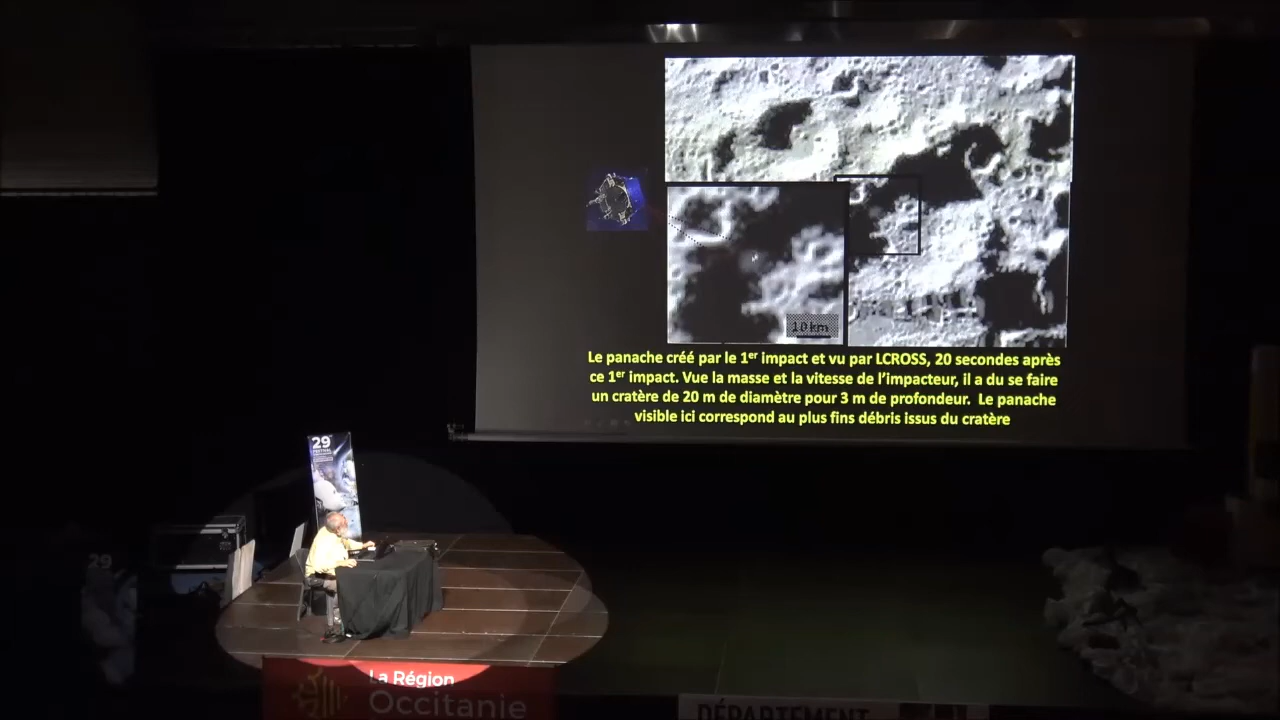 10 km
Le panache créé par le 1er impact et vu par LCROSS, 20 secondes après
ce 1er impact. Vue la masse et la vitesse de l'impacteur, il a du se faire
un cratère de 20 m de diamètre pour 3 m de profondeur. Le panache
visible ici correspond au plus fins débris issus du cratère
29e
FESTIVAL
29
La Région
Occitanie
DÉPARTEMENT